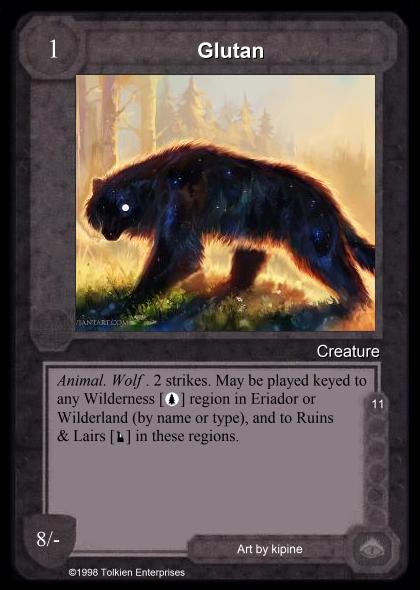 1
Glutan
VIANTART.COM
Creature
Animal. Wolf . 2 strikes. May be played keyed to
any Wilderness [ ] region in Eriador or
Wilderland (by name or type), and to Ruins
& Lairs [ ] in these regions.
11
8/-
Art by kipine
©1998 Tolkien Enterprises